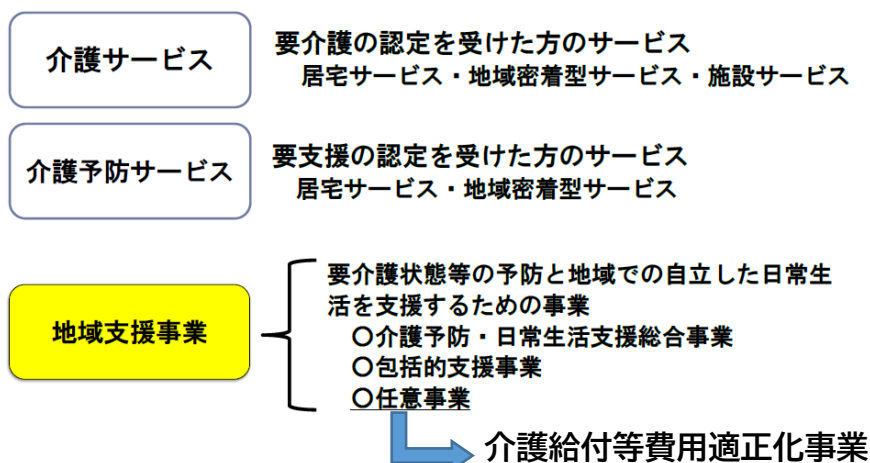 介護サービス
要介護の認定を受けた方のサービス
居宅サービス・地域密着型サービス・施設サービス
介護予防サービス
要支援の認定を受けた方のサービス
居宅サービス・地域密着型サービス
地域支援事業
要介護状態等の予防と地域での自立した日常生
活を支援するための事業
〇介護予防・日常生活支援総合事業
〇包括的支援事業
〇任意事業
介護給付等費用適正化事業